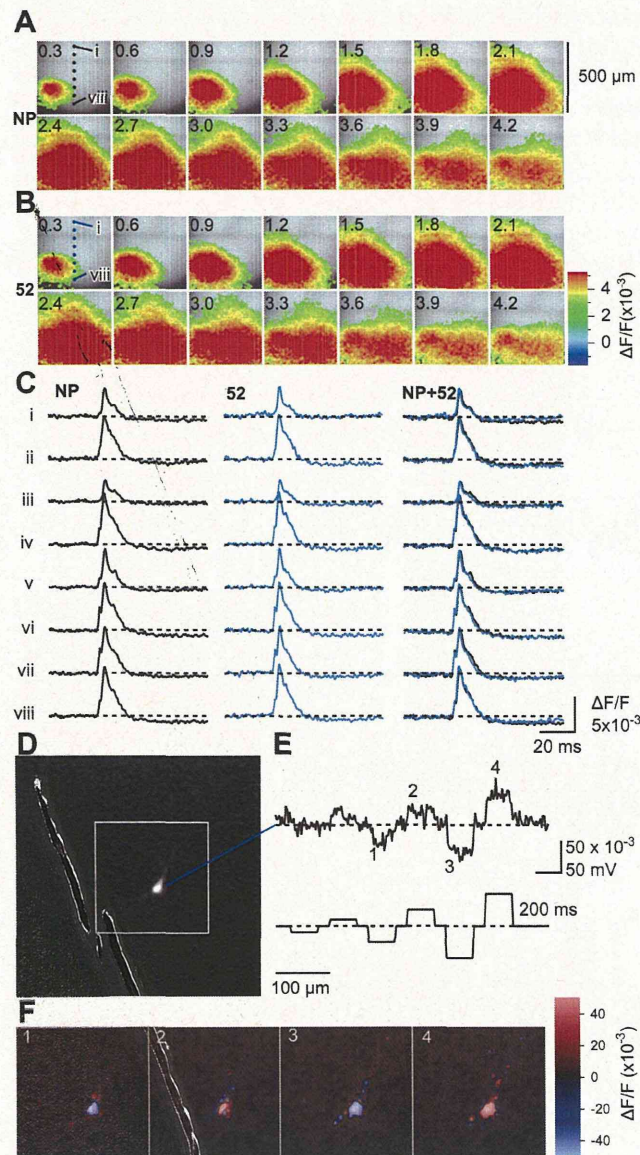 A
0.3 i 0.6 0.9 1.2 1.5 1.8 2.1
viii
500 µm
NP
2.4 2.7 3.0 3.3 3.6 3.9 4.2
B
0.3 i 0.6 0.9 1.2 1.5 1.8 2.1
viii
52
2.4 2.7 3.0 3.3 3.6 3.9 4.2
4
2
0
ΔF/F(x10⁻³)
C
NP 52 NP+52
i
ii
iii
iv
v
vi
vii
viii
ΔF/F
5x10⁻³
20 ms
D
E
1 2 3 4
50 x 10⁻³
50 mV
200 ms
100 µm
F
1 2 3 4
40
20
0
-20
-40
ΔF/F (x10⁻³)